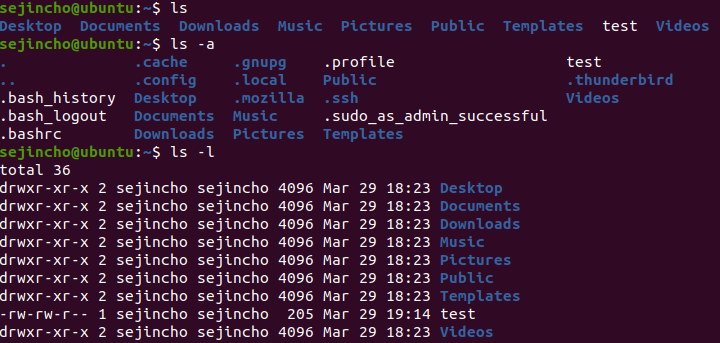 sejincho@ubuntu:~$ ls
Desktop Documents Downloads Music Pictures Public Templates test Videos
sejincho@ubuntu:~$ ls -a
. .cache .gnupg .profile test
.. .config .local Public .thunderbird
.bash_history Desktop .mozilla .ssh Videos
.bash_logout Documents Music .sudo_as_admin_successful
.bashrc Downloads Pictures Templates
sejincho@ubuntu:~$ ls -l
total 36
drwxr-xr-x 2 sejincho sejincho 4096 Mar 29 18:23 Desktop
drwxr-xr-x 2 sejincho sejincho 4096 Mar 29 18:23 Documents
drwxr-xr-x 2 sejincho sejincho 4096 Mar 29 18:23 Downloads
drwxr-xr-x 2 sejincho sejincho 4096 Mar 29 18:23 Music
drwxr-xr-x 2 sejincho sejincho 4096 Mar 29 18:23 Pictures
drwxr-xr-x 2 sejincho sejincho 4096 Mar 29 18:23 Public
drwxr-xr-x 2 sejincho sejincho 4096 Mar 29 18:23 Templates
-rw-rw-r-- 1 sejincho sejincho 205 Mar 29 19:14 test
drwxr-xr-x 2 sejincho sejincho 4096 Mar 29 18:23 Videos